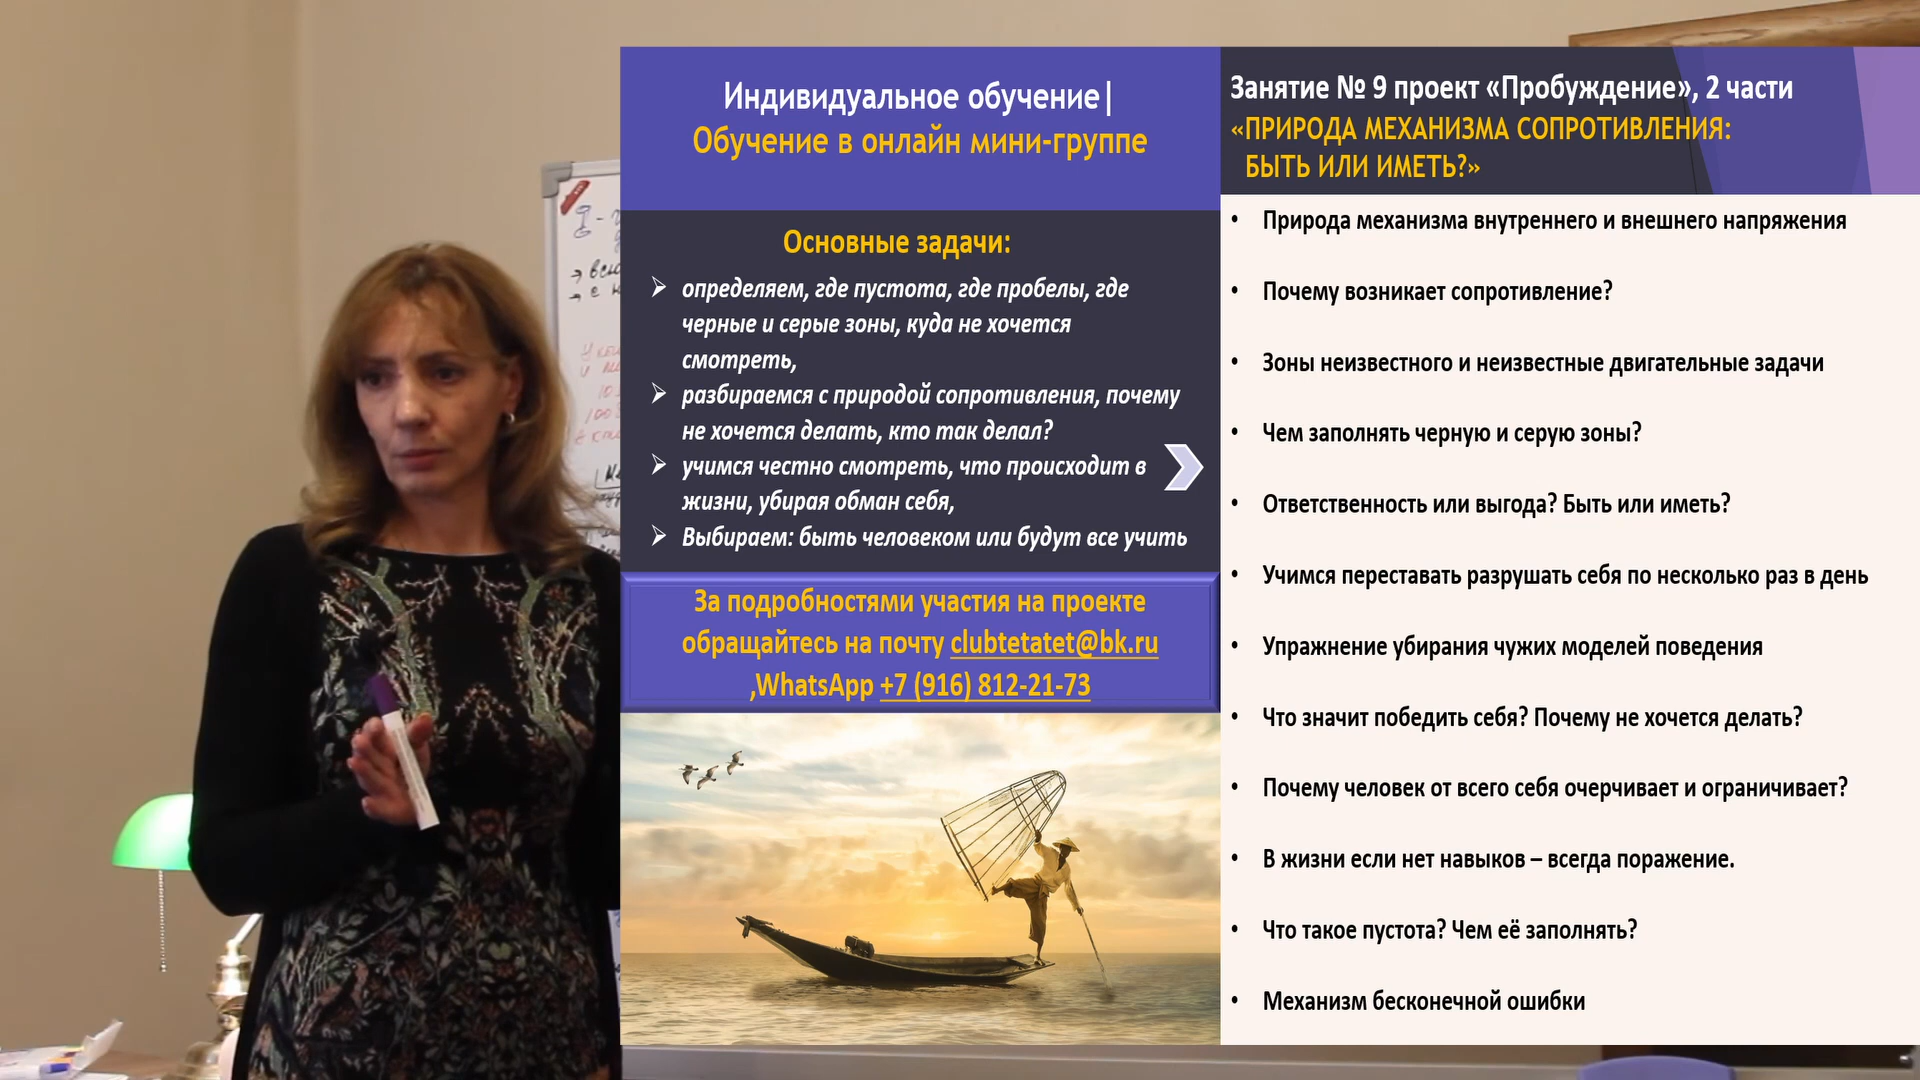 Индивидуальное обучение|
Обучение в онлайн мини-группе
Основные задачи:
определяем, где пустота, где пробелы, где
черные и серые зоны, куда не хочется
смотреть,
разбираемся с природой сопротивления, почему
не хочется делать, кто так делал?
учимся честно смотреть, что происходит в
жизни, убирая обман себя,
Выбираем: быть человеком или будут все учить
За подробностями участия на проекте
обращайтесь на почту clubtetatet@bk.ru
,WhatsApp +7 (916) 812-21-73
Занятие № 9 проект «Пробуждение», 2 части
«ПРИРОДА МЕХАНИЗМА СОПРОТИВЛЕНИЯ:
БЫТЬ ИЛИ ИМЕТЬ?»
• Природа механизма внутреннего и внешнего напряжения
• Почему возникает сопротивление?
• Зоны неизвестного и неизвестные двигательные задачи
• Чем заполнять черную и серую зоны?
• Ответственность или выгода? Быть или иметь?
• Учимся переставать разрушать себя по несколько раз в день
• Упражнение убирания чужих моделей поведения
• Что значит победить себя? Почему не хочется делать?
• Почему человек от всего себя очерчивает и ограничивает?
• В жизни если нет навыков – всегда поражение.
• Что такое пустота? Чем её заполнять?
• Механизм бесконечной ошибки